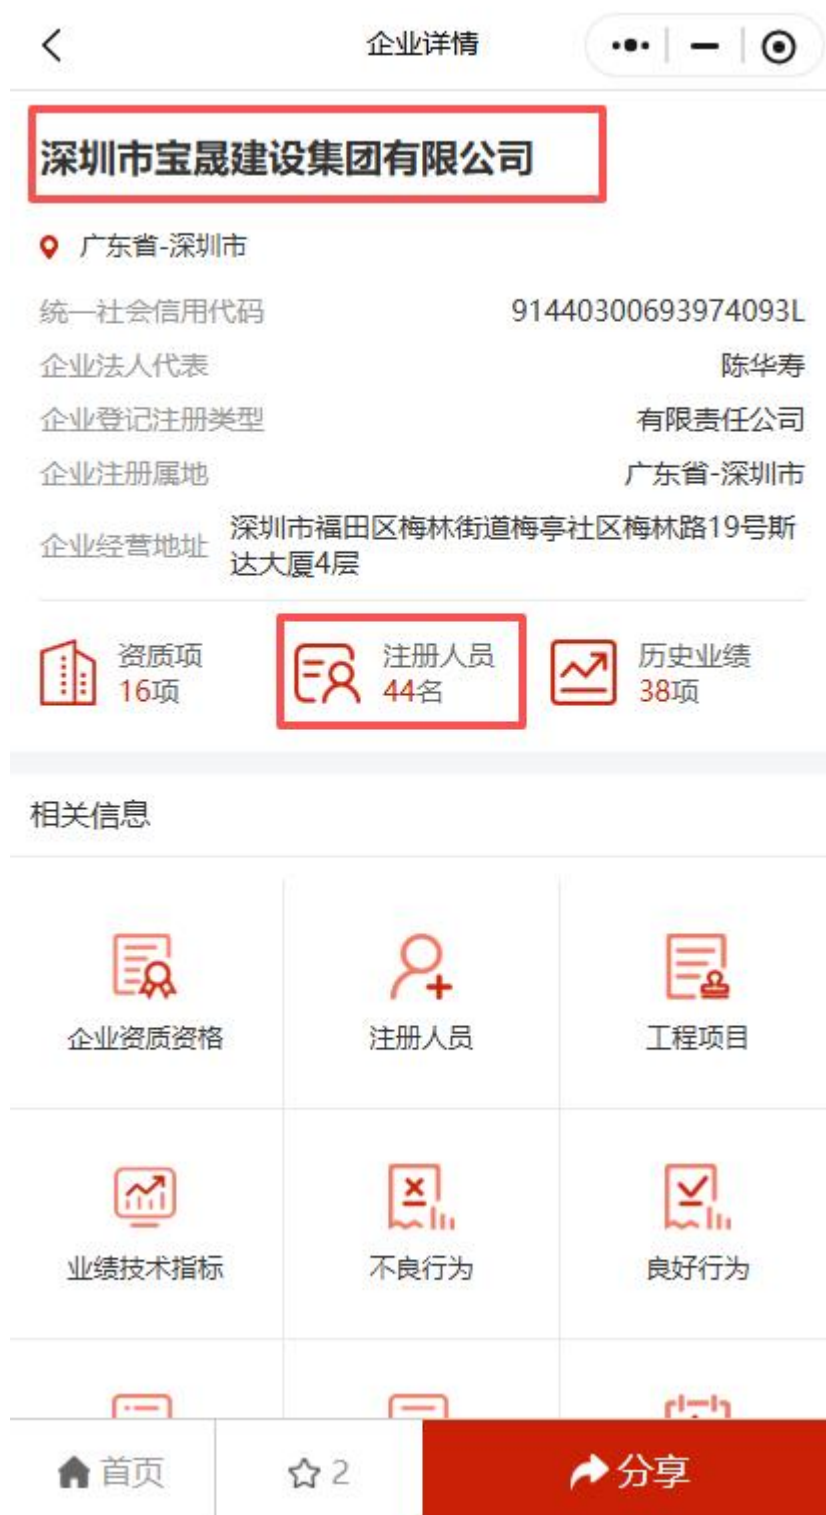 企业详情
深圳市宝晟建设集团有限公司
广东省-深圳市
统一社会信用代码 91440300693974093L
企业法人代表 陈华寿
企业登记注册类型 有限责任公司
企业注册属地 广东省-深圳市
企业经营地址 深圳市福田区梅林街道梅亭社区梅林路19号斯
达大厦4层
资质项 注册人员 历史业绩
16项 44名 38项
相关信息
企业资质资格 注册人员 工程项目
业绩技术指标 不良行为 良好行为
首页 2 分享